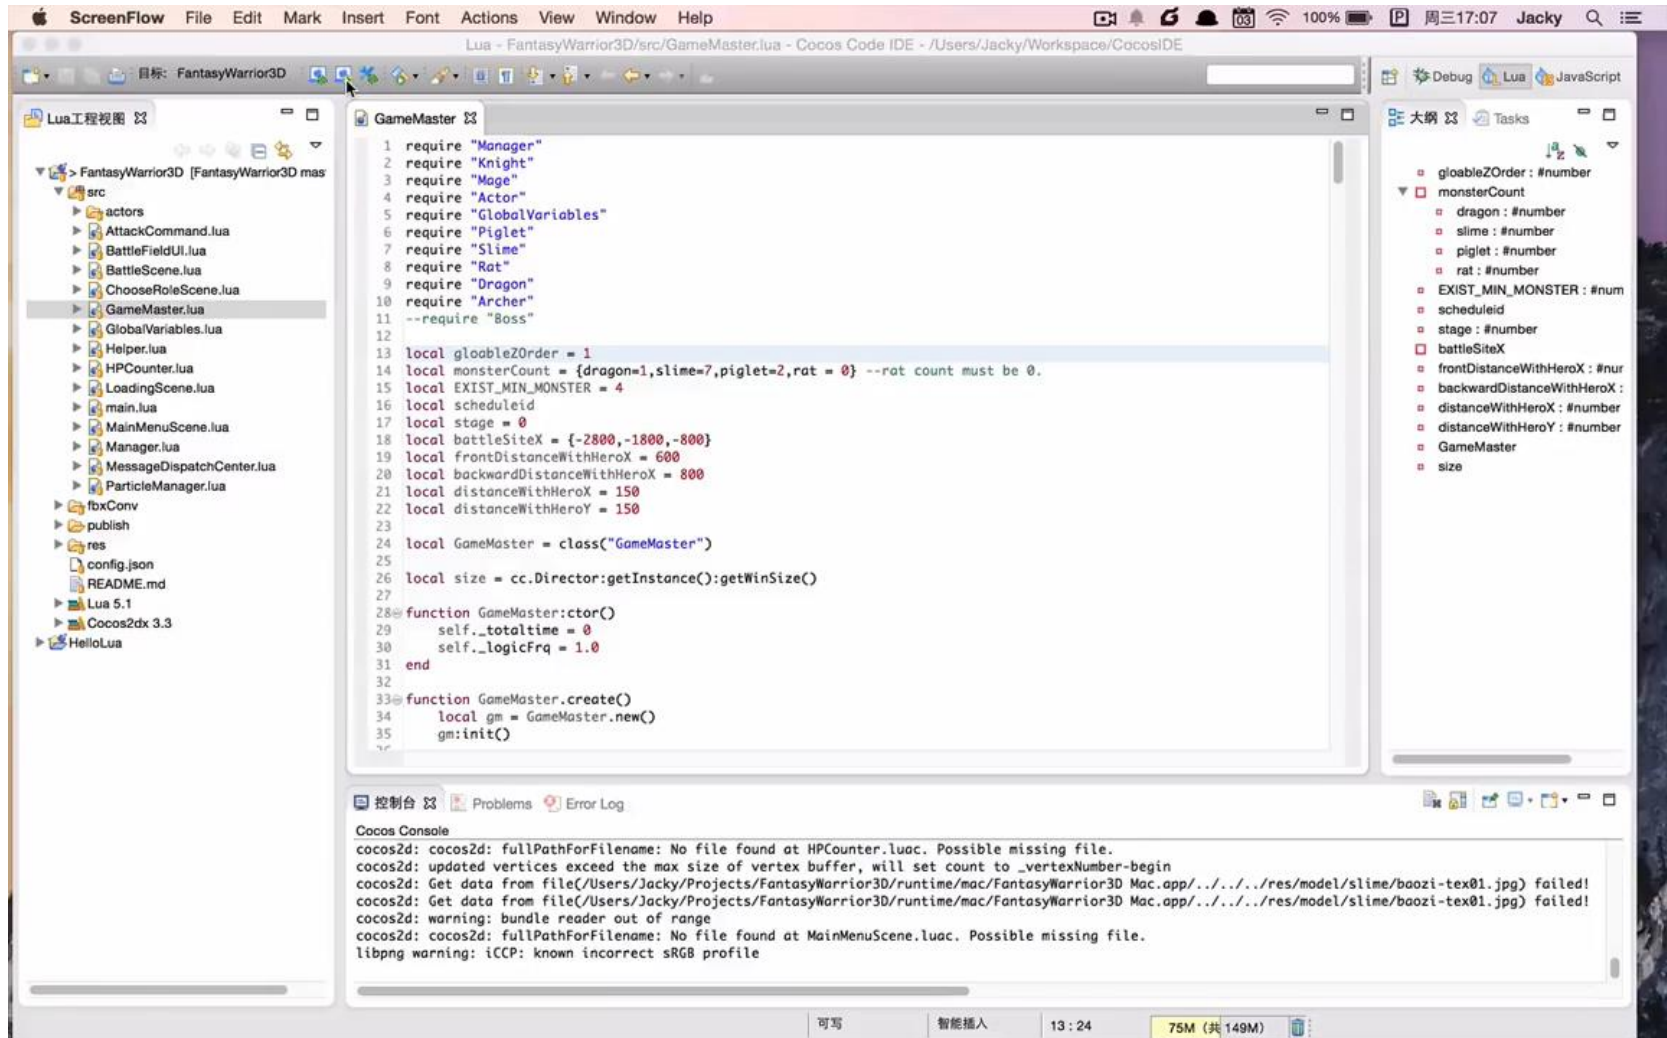 ScreenFlow File Edit Mark Insert Font Actions View Window Help 03 100% P 周三17:07 Jacky
Lua - FantasyWarrior3D/src/GameMaster.lua - Cocos Code IDE - /Users/Jacky/Workspace/CocosIDE
目标: FantasyWarrior3D Debug Lua JavaScript
Lua工程视图
> FantasyWarrior3D [FantasyWarrior3D mas
src
actors
AttackCommand.lua
BattleFieldUI.lua
BattleScene.lua
ChooseRoleScene.lua
GameMaster.lua
GlobalVariables.lua
Helper.lua
HPCounter.lua
LoadingScene.lua
main.lua
MainMenuScene.lua
Manager.lua
MessageDispatchCenter.lua
ParticleManager.lua
fbxConv
publish
res
config.json
README.md
Lua 5.1
Cocos2dx 3.3
HelloLua
GameMaster
1 require "Manager"
2 require "Knight"
3 require "Mage"
4 require "Actor"
5 require "GlobalVariables"
6 require "Piglet"
7 require "Slime"
8 require "Rat"
9 require "Dragon"
10 require "Archer"
11 --require "Boss"
12
13 local gloableZOrder = 1
14 local monsterCount = {dragon=1,slime=7,piglet=2,rat = 0} --rat count must be 0.
15 local EXIST_MIN_MONSTER = 4
16 local scheduleid
17 local stage = 0
18 local battleSiteX = {-2800,-1800,-800}
19 local frontDistanceWithHeroX = 600
20 local backwardDistanceWithHeroX = 800
21 local distanceWithHeroX = 150
22 local distanceWithHeroY = 150
23
24 local GameMaster = class("GameMaster")
25
26 local size = cc.Director:getInstance():getWinSize()
27
28 function GameMaster:ctor()
29 self._totaltime = 0
30 self._logicFrq = 1.0
31 end
32
33 function GameMaster.create()
34 local gm = GameMaster.new()
35 gm:init()
大纲 Tasks
gloableZOrder : #number
monsterCount
dragon : #number
slime : #number
piglet : #number
rat : #number
EXIST_MIN_MONSTER : #num
scheduleid
stage : #number
battleSiteX
frontDistanceWithHeroX : #nur
backwardDistanceWithHeroX :
distanceWithHeroX : #number
distanceWithHeroY : #number
GameMaster
size
控制台 Problems Error Log
Cocos Console
cocos2d: cocos2d: fullPathForFilename: No file found at HPCounter.luac. Possible missing file.
cocos2d: updated vertices exceed the max size of vertex buffer, will set count to _vertexNumber-begin
cocos2d: Get data from file(/Users/Jacky/Projects/FantasyWarrior3D/runtime/mac/FantasyWarrior3D Mac.app/../../../res/model/slime/baozi-tex01.jpg) failed!
cocos2d: Get data from file(/Users/Jacky/Projects/FantasyWarrior3D/runtime/mac/FantasyWarrior3D Mac.app/../../../res/model/slime/baozi-tex01.jpg) failed!
cocos2d: warning: bundle reader out of range
cocos2d: cocos2d: fullPathForFilename: No file found at MainMenuScene.luac. Possible missing file.
libpng warning: iCCP: known incorrect sRGB profile
可写 智能插入 13 : 24 75M (共 149M)